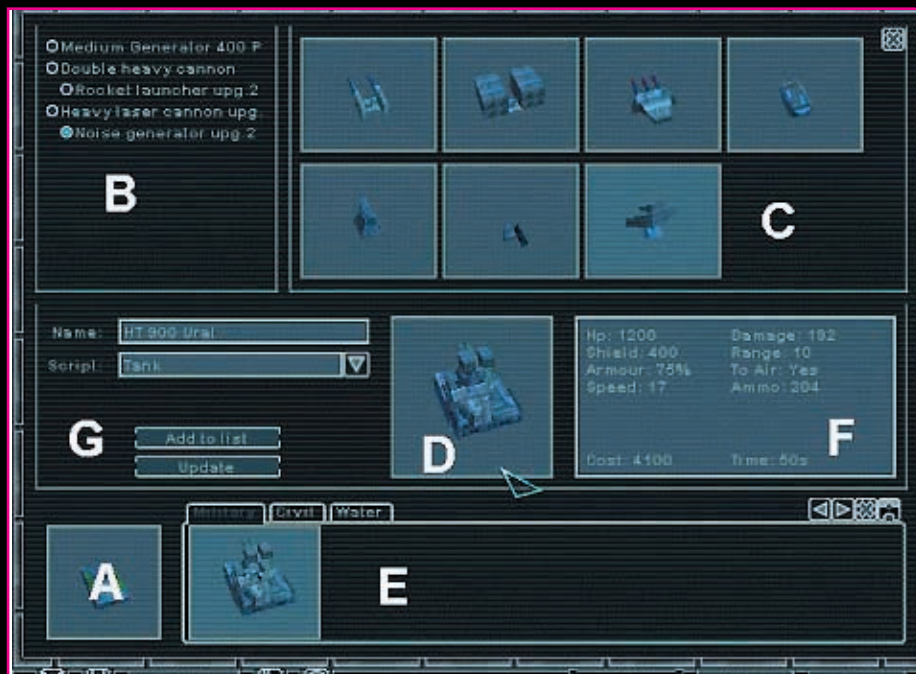 Medium Generator 400 P
Double heavy cannon
Rocket launcher upg.2
Heavy laser cannon upg
Noise generator upg.2
B
C
Name: HT 900 Ural
Script: Tank
G
Add to list
Update
D
Hp: 1200 Damage: 192
Shield: 400 Range: 10
Armour: 75% To Air: Yes
Speed: 17 Ammo: 204
F
Cost: 4100 Time: 50s
Military Civil Water
A
E